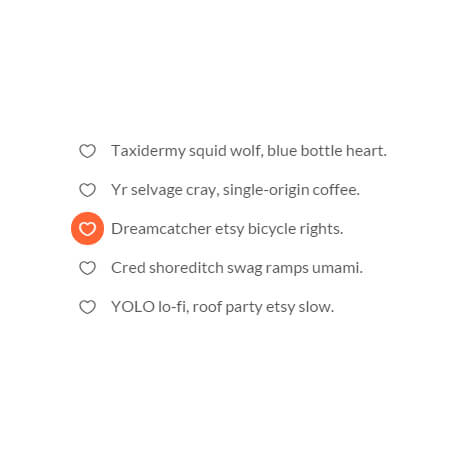 Taxidermy squid wolf, blue bottle heart.
Yr selvage cray, single-origin coffee.
Dreamcatcher etsy bicycle rights.
Cred shoreditch swag ramps umami.
YOLO lo-fi, roof party etsy slow.